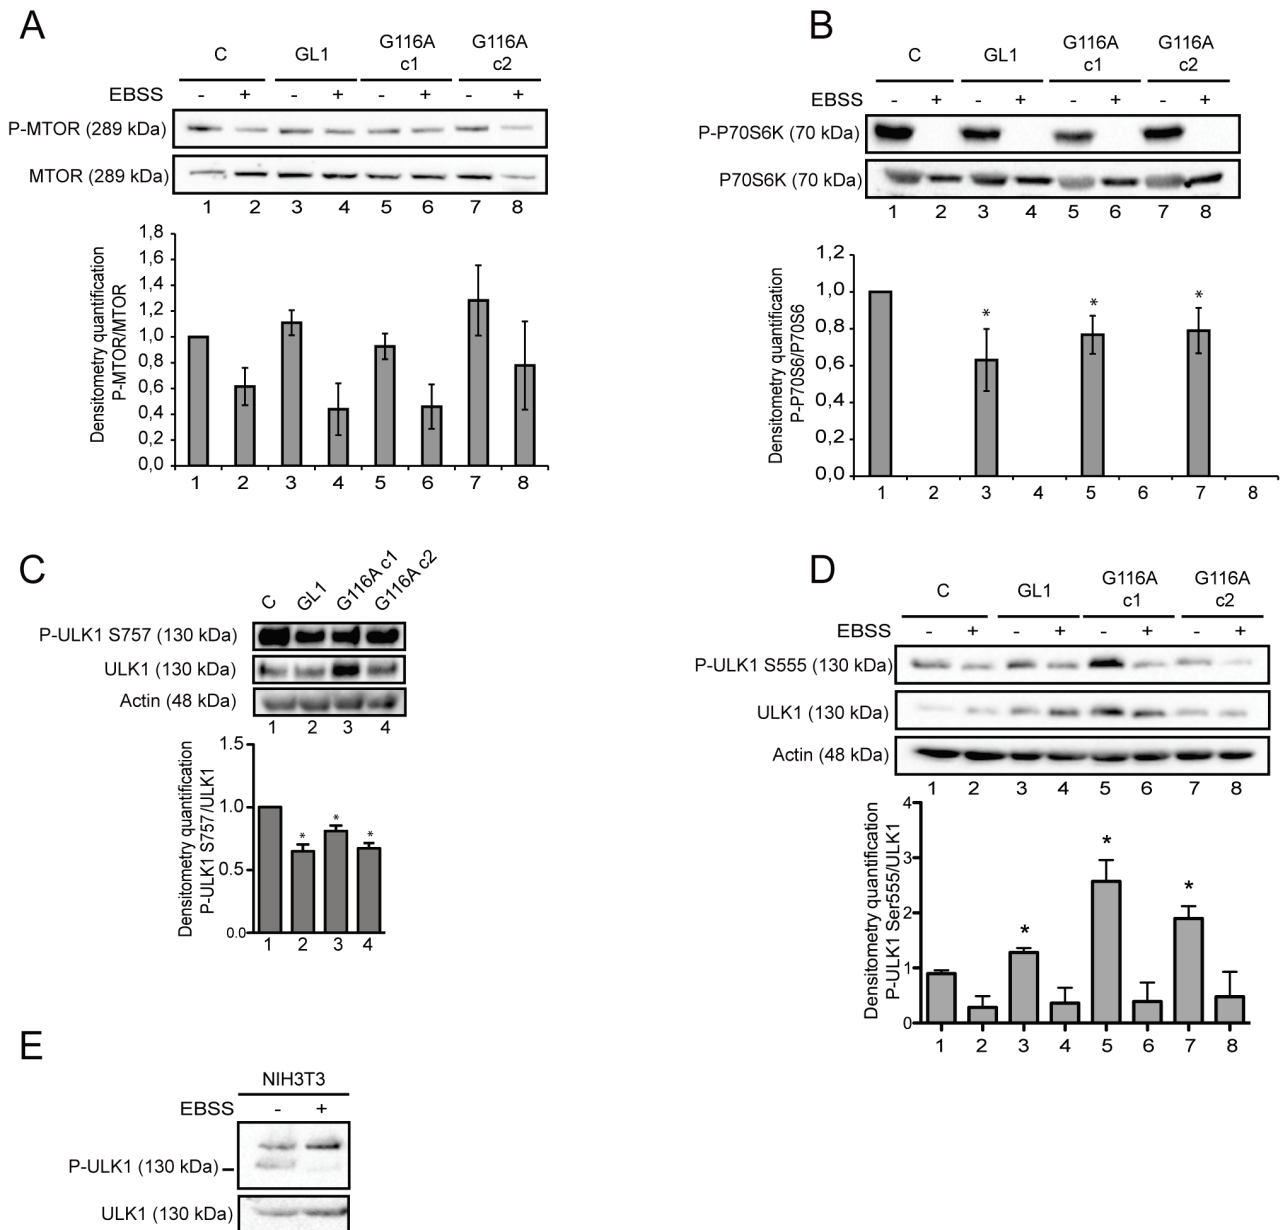 A
C GL1 G116A c1 G116A c2
EBSS - + - + - + - +
P-MTOR (289 kDa)
MTOR (289 kDa)
1 2 3 4 5 6 7 8
Densitometry quantification
P-MTOR/MTOR
1,8
1,6
1,4
1,2
1,0
0,8
0,6
0,4
0,2
0,0
1 2 3 4 5 6 7 8
B
C GL1 G116A c1 G116A c2
EBSS - + - + - + - +
P-P70S6K (70 kDa)
P70S6K (70 kDa)
1 2 3 4 5 6 7 8
Densitometry quantification
P-P70S6/P70S6
1,2
1,0
0,8
0,6
0,4
0,2
0,0
* * *
1 2 3 4 5 6 7 8
C
C GL1 G116A c1 G116A c2
P-ULK1 S757 (130 kDa)
ULK1 (130 kDa)
Actin (48 kDa)
1 2 3 4
Densitometry quantification
P-ULK1 S757/ULK1
1.5
1.0
0.5
0.0
* * *
1 2 3 4
D
C GL1 G116A c1 G116A c2
EBSS - + - + - + - +
P-ULK1 S555 (130 kDa)
ULK1 (130 kDa)
Actin (48 kDa)
1 2 3 4 5 6 7 8
Densitometry quantification
P-ULK1 Ser555/ULK1
4
3
2
1
0
* * *
1 2 3 4 5 6 7 8
E
NIH3T3
EBSS - +
P-ULK1 (130 kDa)
ULK1 (130 kDa)